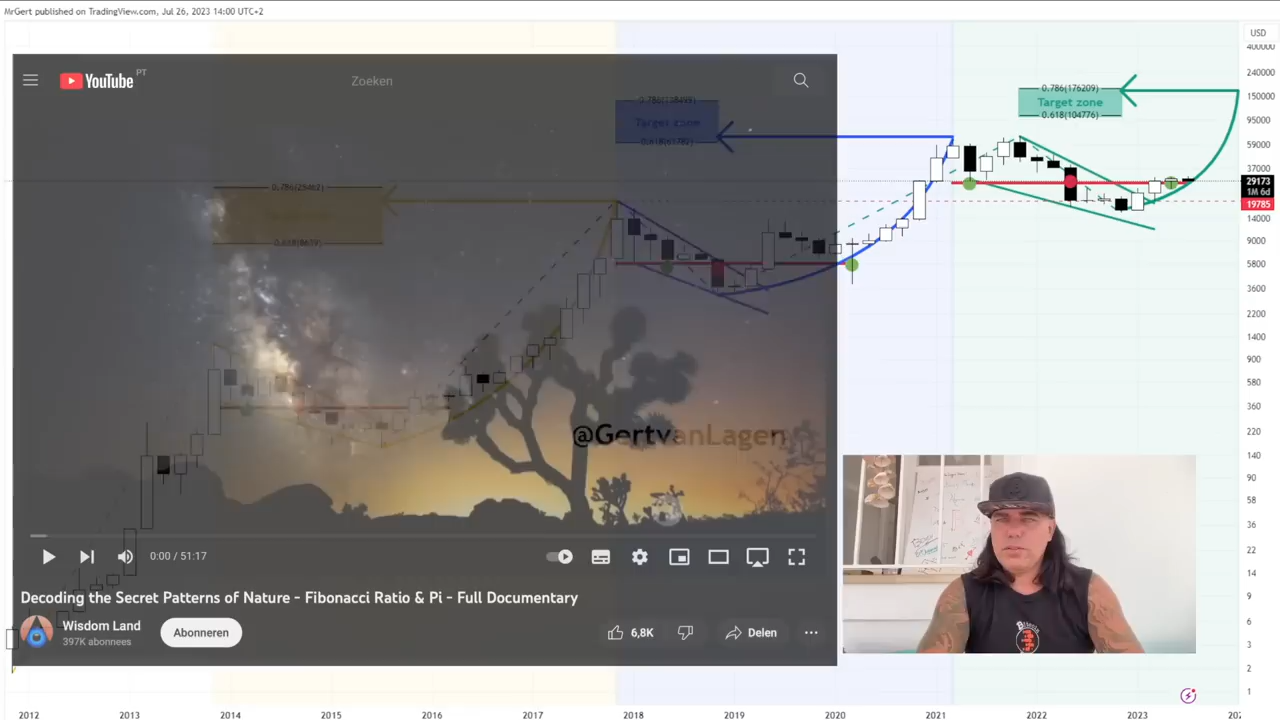 MrGert published on TradingView.com, Jul 26, 2023 14:00 UTC+2
USD
400000
240000
150000
95000
59000
37000
29173
1M 6d
19785
14000
9000
5800
3600
2200
1400
900
580
360
220
140
90
58
36
22
14
9
6
3
2
1
YouTube PT
Zoeken
0.786(176209)
Target zone
0.618(104776)
Target zone
@GertvanLagen
0:00 / 51:17
Decoding the Secret Patterns of Nature - Fibonacci Ratio & Pi - Full Documentary
Wisdom Land
397K abonnees
Abonneren
6,8K
Delen
2012 2013 2014 2015 2016 2017 2018 2019 2020 2021 2022 2023